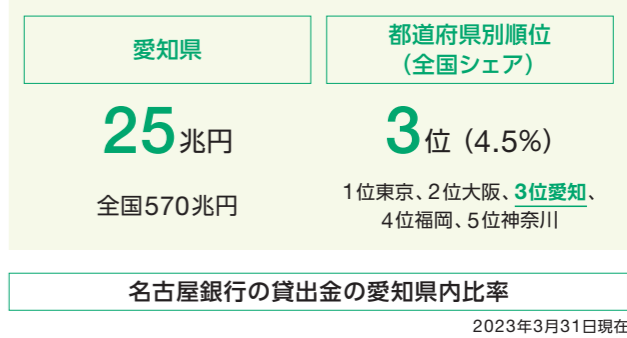 愛知県
都道府県別順位
（全国シェア）
25兆円
3位（4.5%）
全国570兆円
1位東京、2位大阪、3位愛知、
4位福岡、5位神奈川
名古屋銀行の貸出金の愛知県内比率
2023年3月31日現在